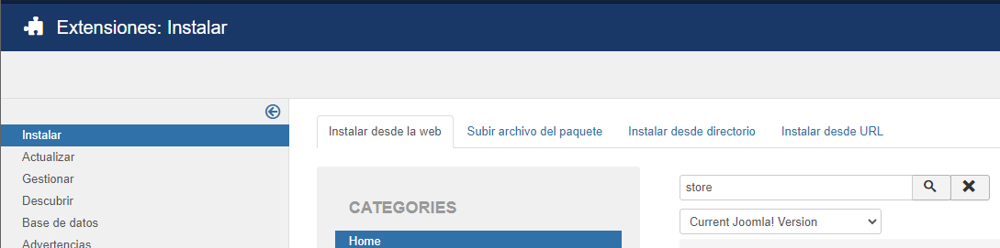 Extensiones: Instalar
Instalar
Actualizar
Gestionar
Descubrir
Base de datos
Advertencias
Instalar desde la web Subir archivo del paquete Instalar desde directorio Instalar desde URL
CATEGORIES
Home
store
Current Joomla! Version